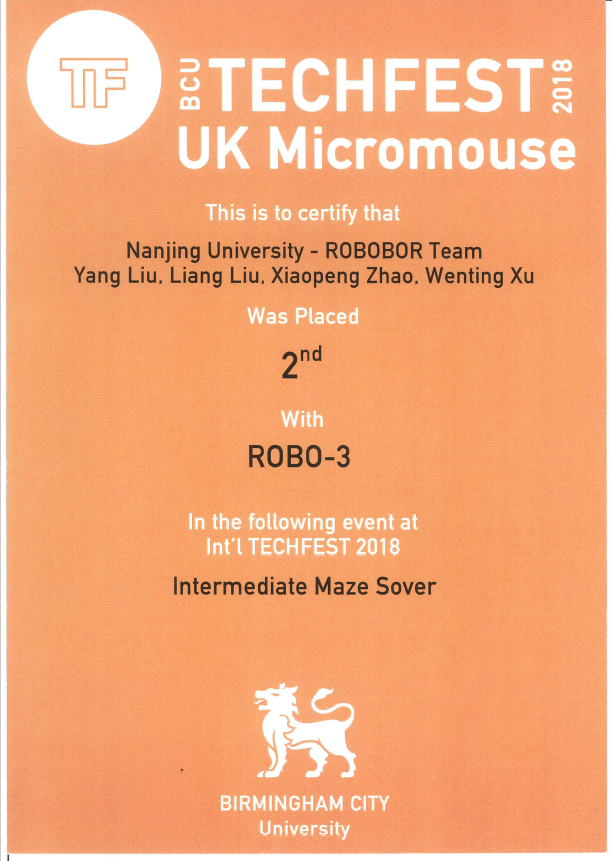 TF
BCU TECHFEST 2018
UK Micromouse
This is to certify that
Nanjing University - ROBOBOR Team
Yang Liu, Liang Liu, Xiaopeng Zhao, Wenting Xu
Was Placed
2nd
With
ROBO-3
In the following event at
Int'l TECHFEST 2018
Intermediate Maze Sover
BIRMINGHAM CITY
University